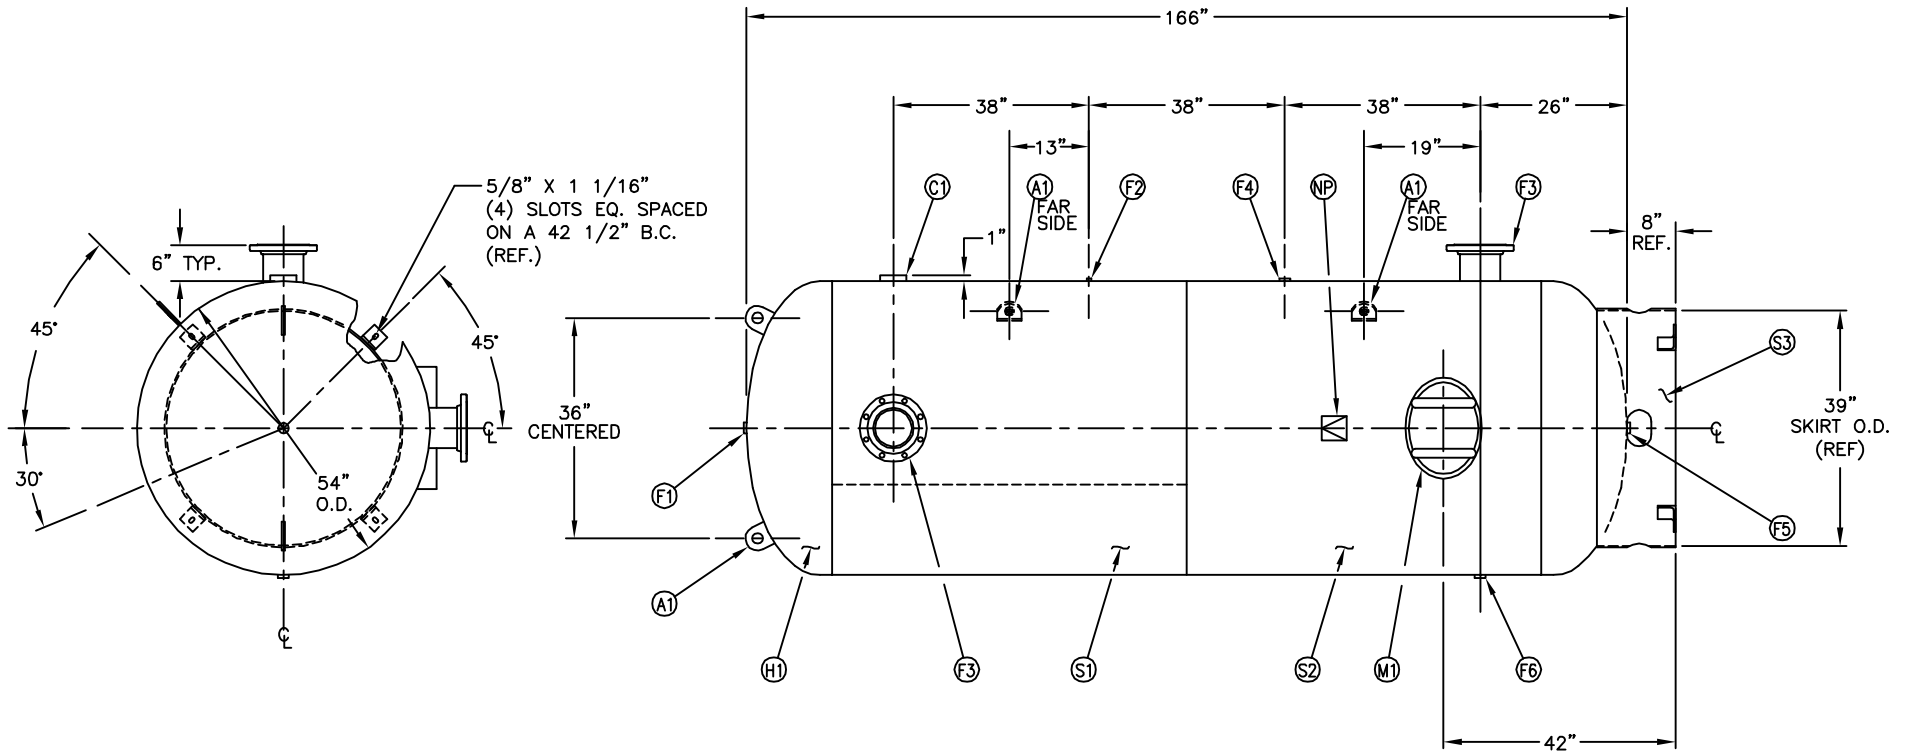 166”
38”
38”
38”
26”
13”
19”
5/8” X 1 1/16”
(4) SLOTS EQ. SPACED
ON A 42 1/2” B.C.
(REF.)
C1
A1
FAR
SIDE
F2
F4
NP
A1
FAR
SIDE
F3
8”
REF.
1”
6” TYP.
45°
45°
30°
54”
O.D.
℄
℄
36”
CENTERED
F1
A1
S3
39”
SKIRT O.D.
(REF)
℄
F5
H1
F3
S1
S2
M1
F6
42”